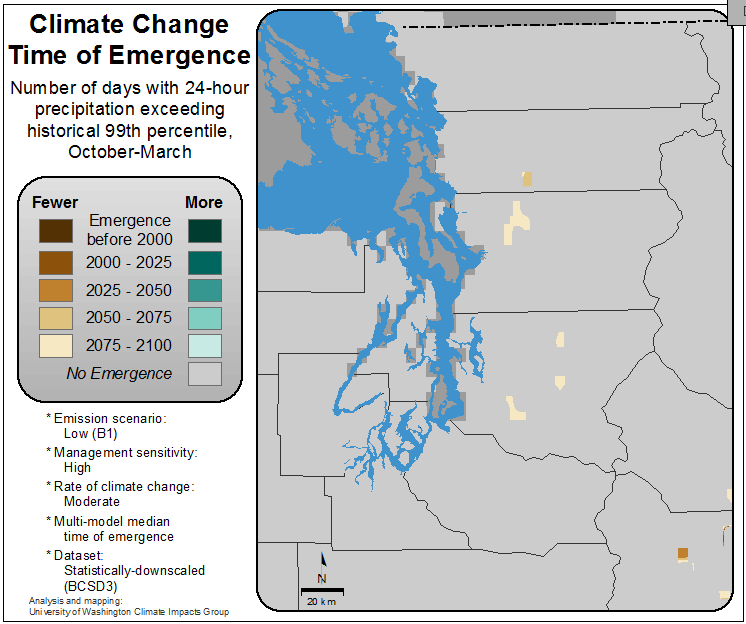 Climate Change
Time of Emergence
Number of days with 24-hour
precipitation exceeding
historical 99th percentile,
October-March
Fewer More
Emergence
before 2000
2000 - 2025
2025 - 2050
2050 - 2075
2075 - 2100
No Emergence
* Emission scenario:
Low (B1)
* Management sensitivity:
High
* Rate of climate change:
Moderate
* Multi-model median
time of emergence
* Dataset:
Statistically-downscaled
(BCSD3)
Analysis and mapping:
University of Washington Climate Impacts Group
N
20 km